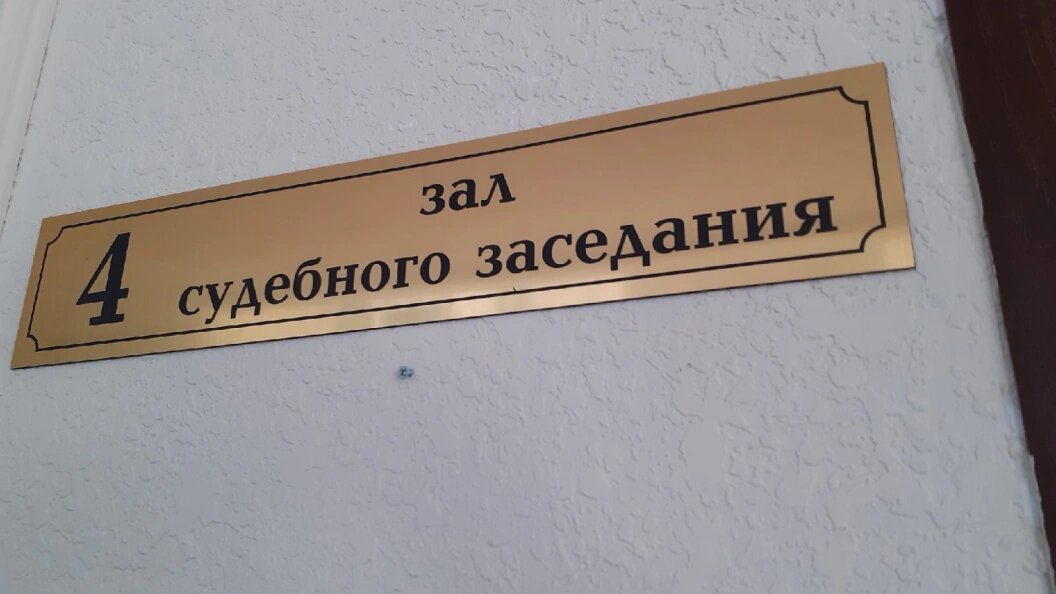 4
зал
судебного заседания